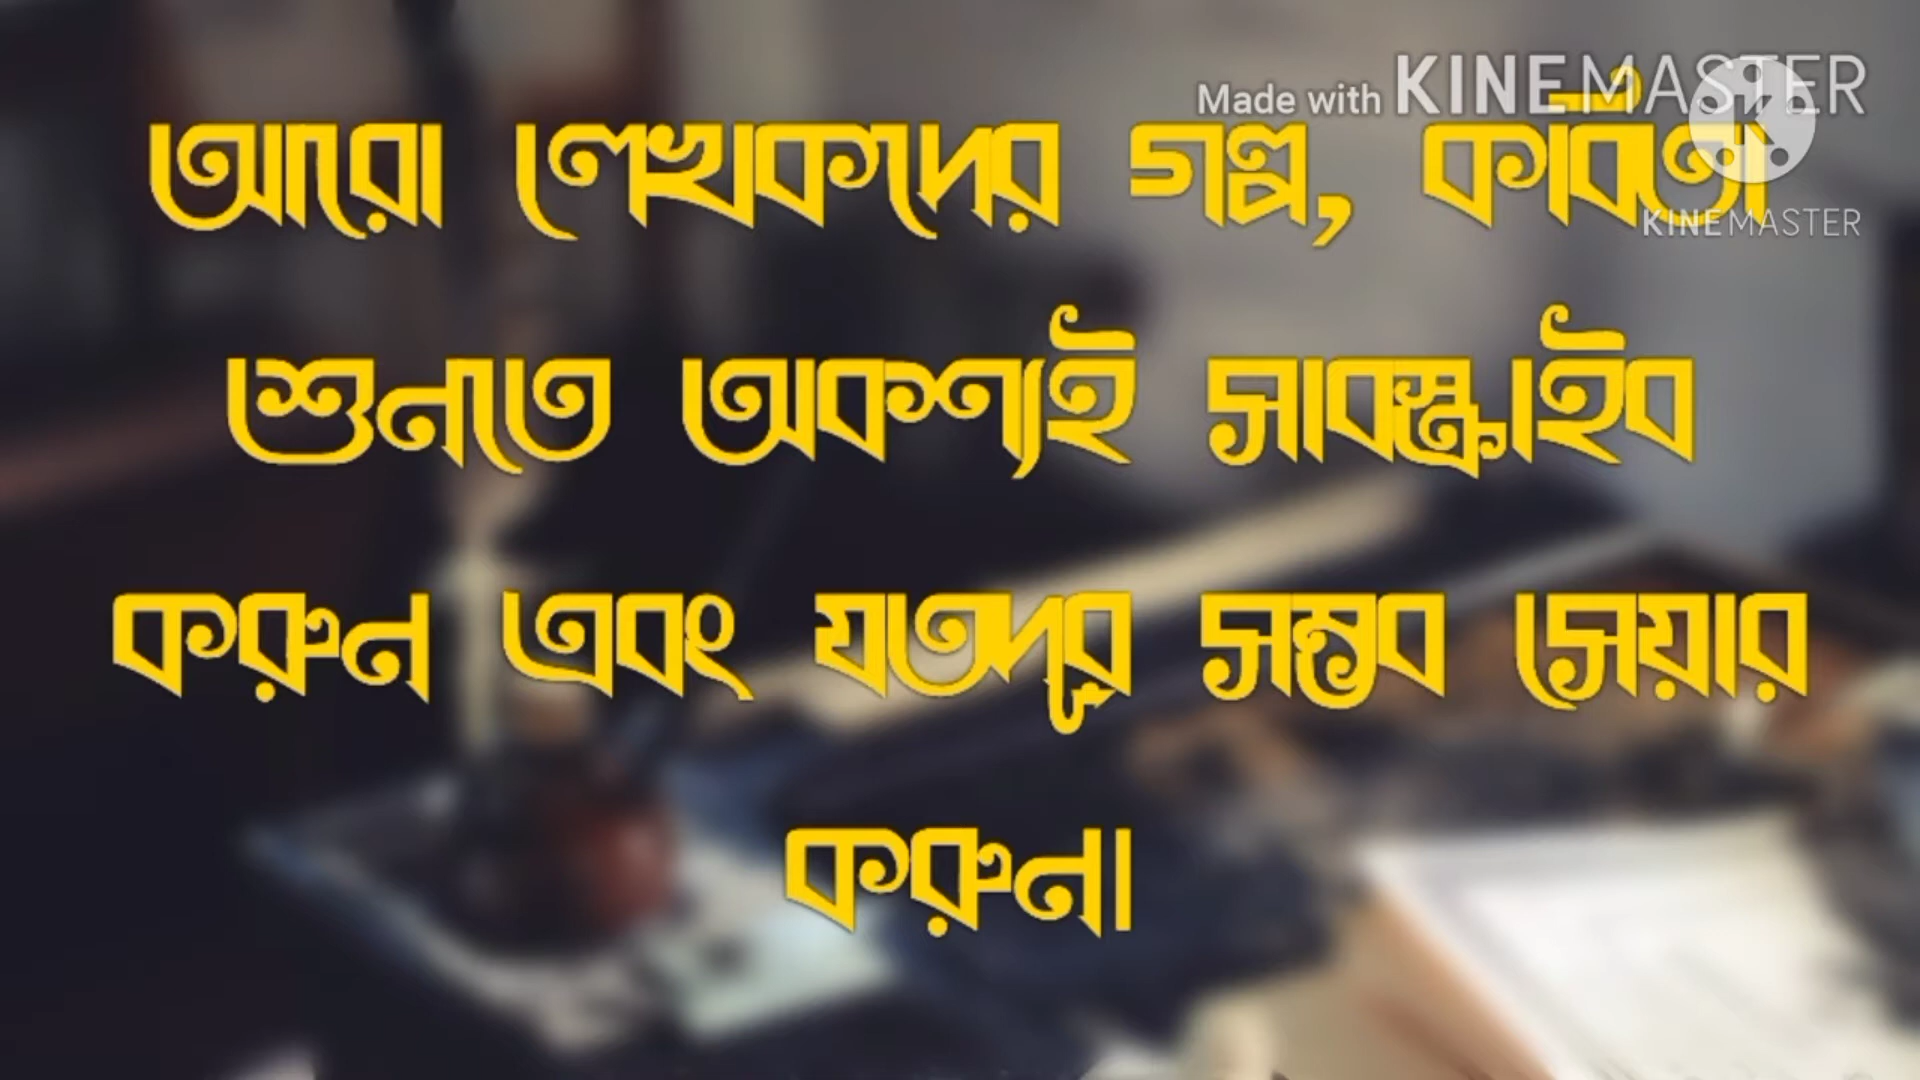 Made with KINEMASTER
আরো লেখকদের গল্প, কবিতা
KINEMASTER
শুনতে অবশ্যই সাবস্ক্রাইব
করুন এবং যতদূর সম্ভব সেয়ার
করুন।